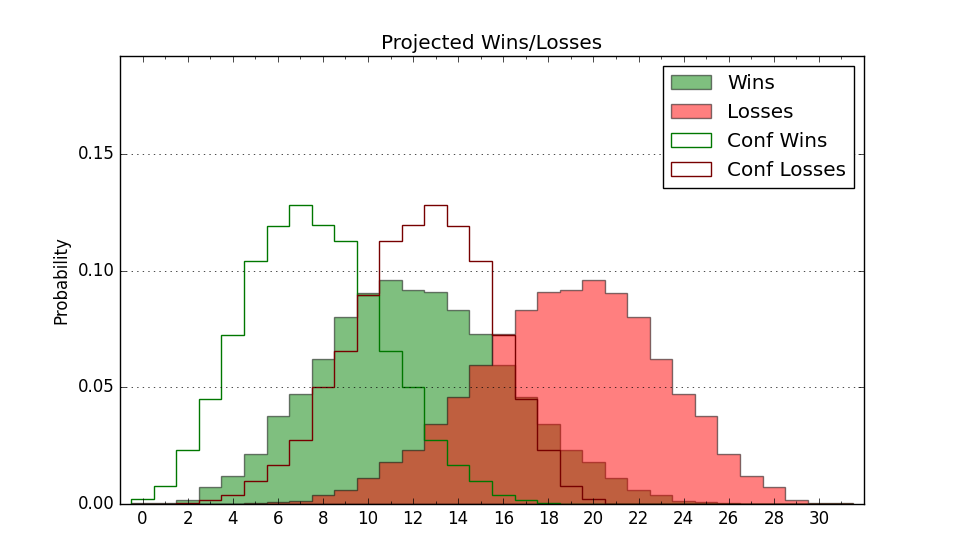 Projected Wins/Losses
Wins
Losses
Conf Wins
Conf Losses
Probability
0.15
0.10
0.05
0.00
0 2 4 6 8 10 12 14 16 18 20 22 24 26 28 30